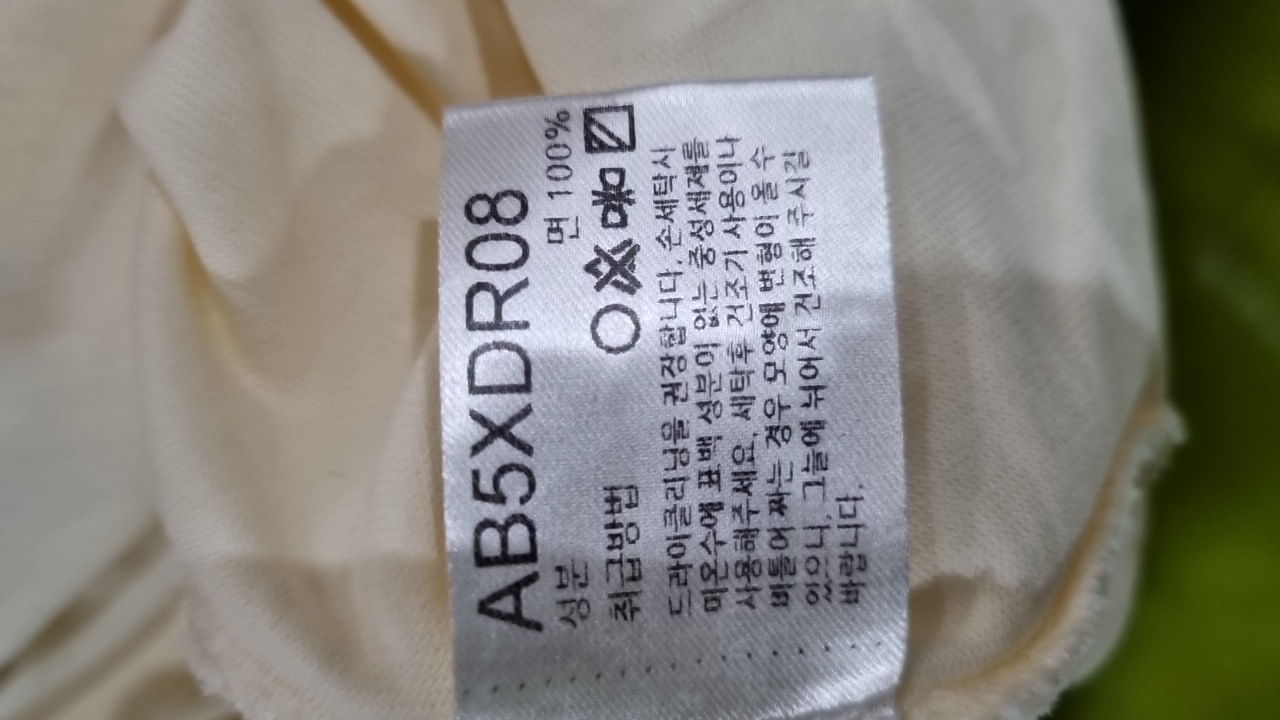 AB5XDR08
성분 면 100%
취급방법
드라이클리닝을 권장합니다. 손세탁시
미온수에 표백 성분이 없는 중성세제를
사용해주세요. 세탁후 건조기 사용이나
비틀어 짜는 경우 모양에 변형이 올 수
있으니, 그늘에 뉘어서 건조해 주시길
바랍니다.